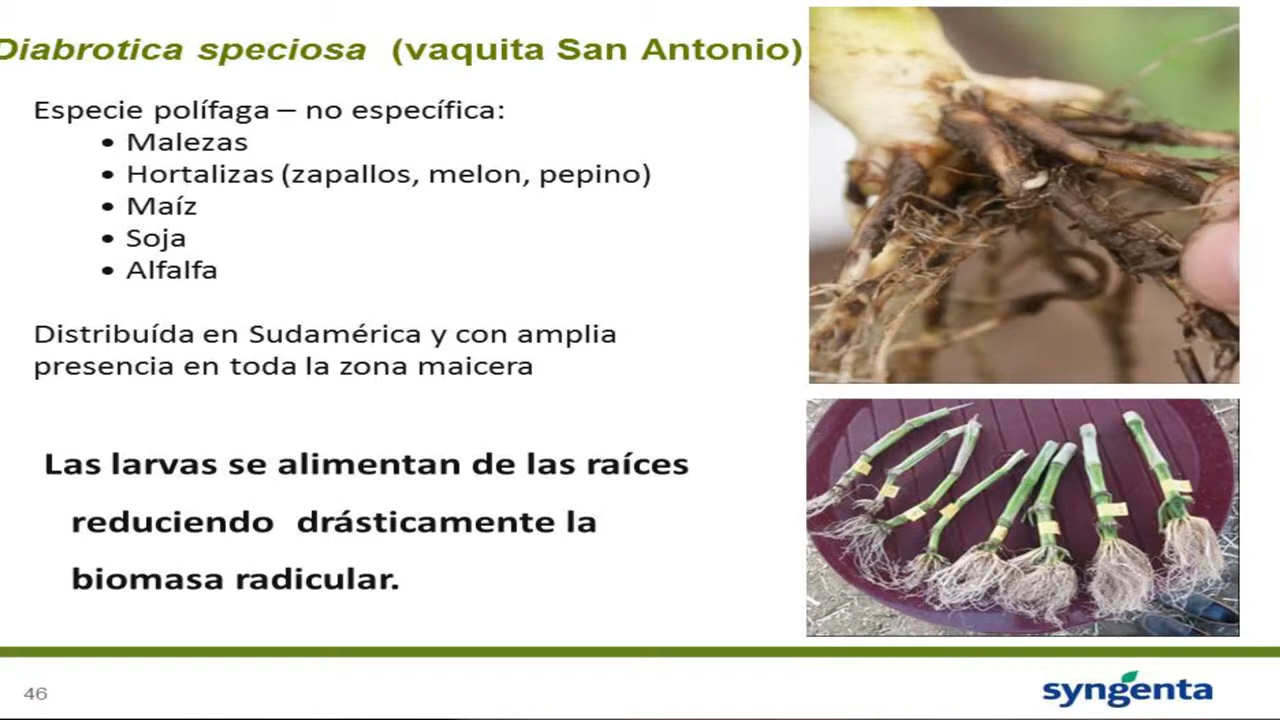 Diabrotica speciosa (vaquita San Antonio)
Especie polífaga – no específica:
• Malezas
• Hortalizas (zapallos, melon, pepino)
• Maíz
• Soja
• Alfalfa
Distribuída en Sudamérica y con amplia
presencia en toda la zona maicera
Las larvas se alimentan de las raíces
reduciendo drásticamente la
biomasa radicular.
46
syngenta